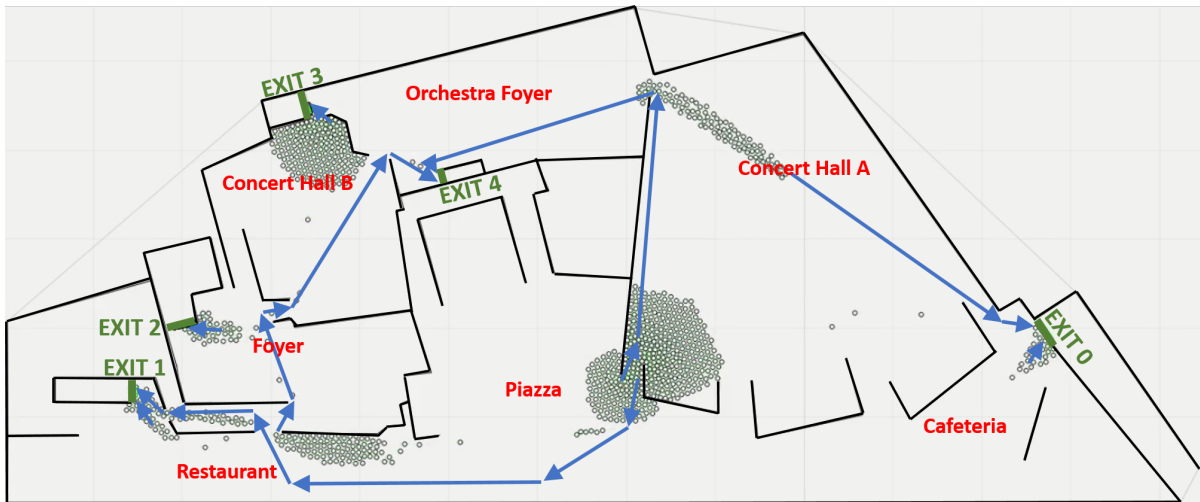 EXIT 3
Orchestra Foyer
Concert Hall A
Concert Hall B
EXIT 4
EXIT 2
Foyer
EXIT 0
EXIT 1
Piazza
Cafeteria
Restaurant